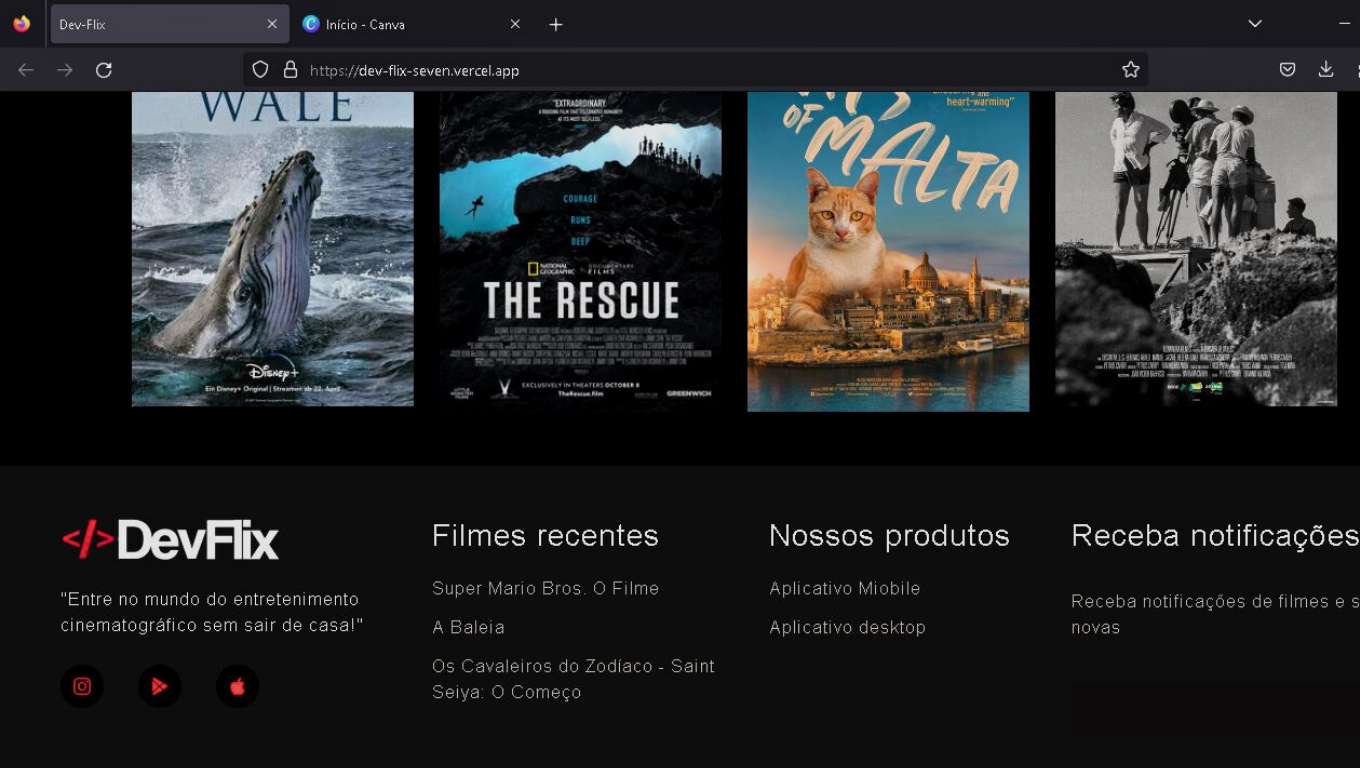 Dev-Flix
Início - Canva
https://dev-flix-seven.vercel.app
WALE
Disney+
Ein Disney+ Original | Streamen ab 22. April
"EXTRAORDINARY.
COURAGE
RUNS
DEEP
NATIONAL GEOGRAPHIC
DOCUMENTARY FILMS
THE RESCUE
EXCLUSIVELY IN THEATERS OCTOBER 8
TheRescue.film
GREENWICH
heart-warming"
OF
MALTA
</>DevFlix
"Entre no mundo do entretenimento
cinematográfico sem sair de casa!"
Filmes recentes
Super Mario Bros. O Filme
A Baleia
Os Cavaleiros do Zodíaco - Saint
Seiya: O Começo
Nossos produtos
Aplicativo Miobile
Aplicativo desktop
Receba notificações
Receba notificações de filmes e s
novas